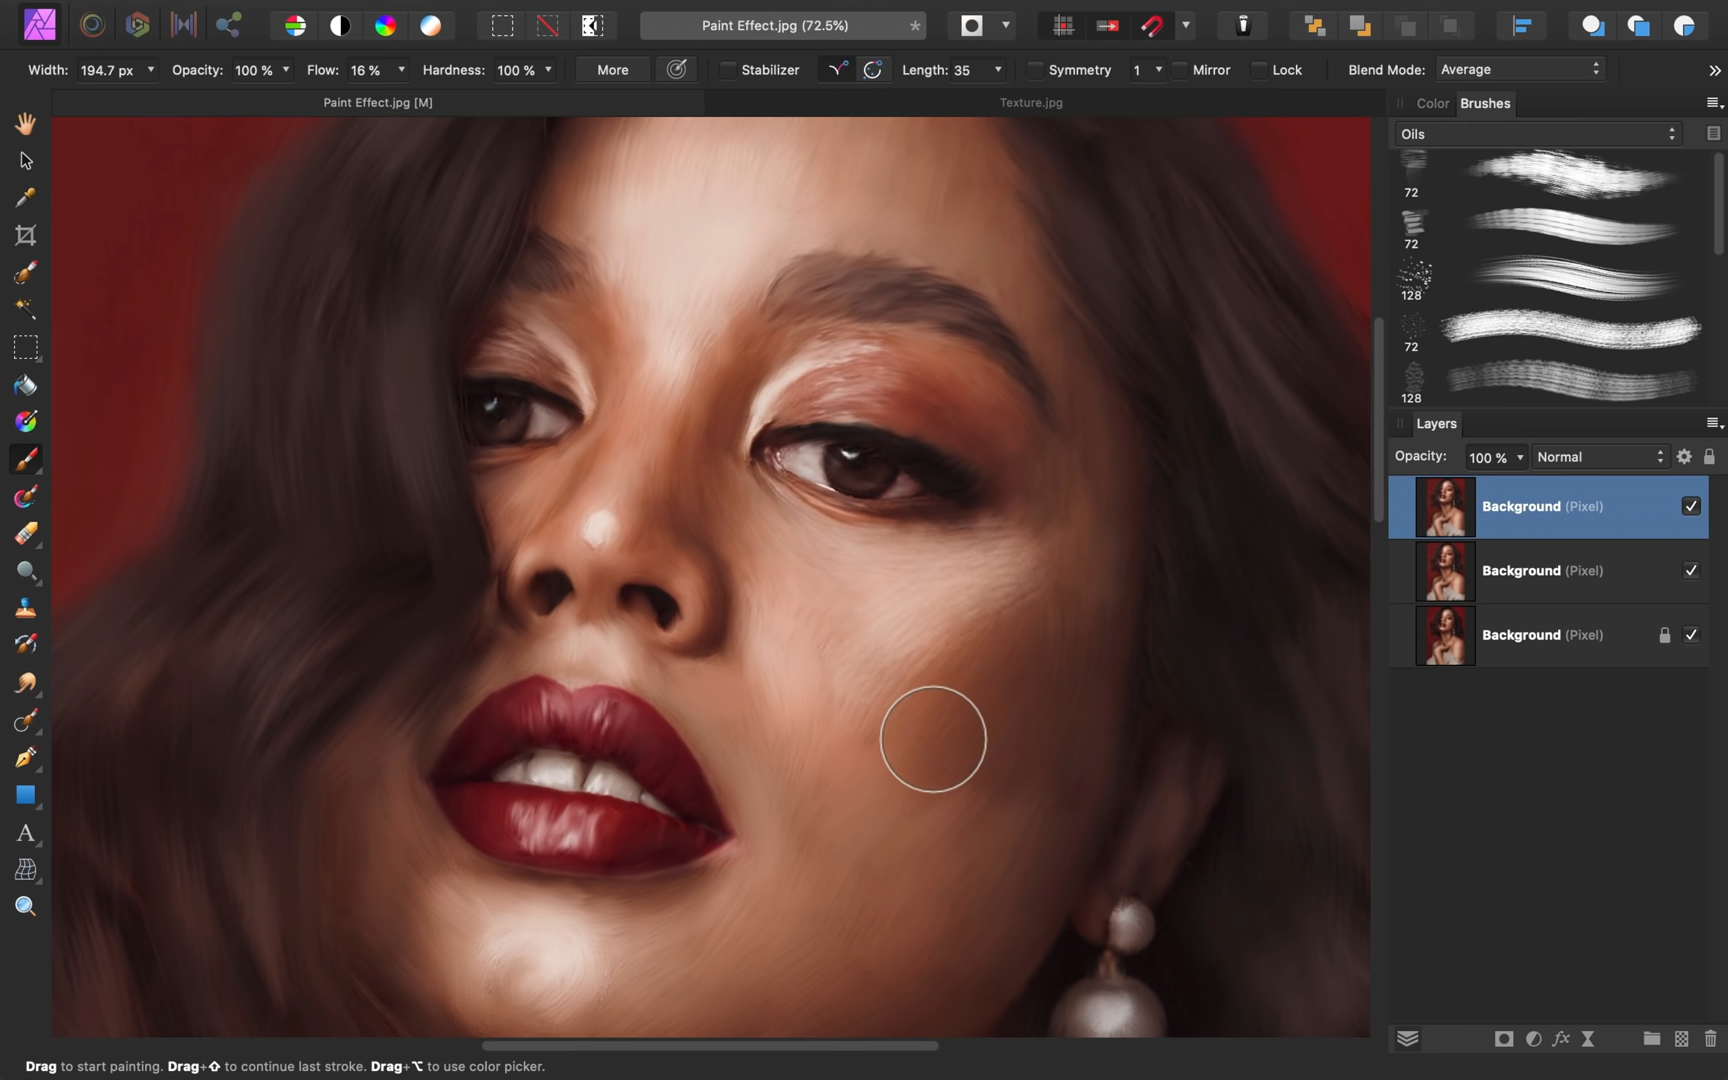 Paint Effect.jpg (72.5%) *
Width: 194.7 px Opacity: 100 % Flow: 16 % Hardness: 100 % More Stabilizer Length: 35 Symmetry 1 Mirror Lock Blend Mode: Average
Paint Effect.jpg [M] Texture.jpg
Color Brushes
Oils
72
72
128
72
128
Layers
Opacity: 100 % Normal
Background (Pixel)
Background (Pixel)
Background (Pixel)
A
fx
Drag to start painting. Drag+⇧ to continue last stroke. Drag+⌥ to use color picker.